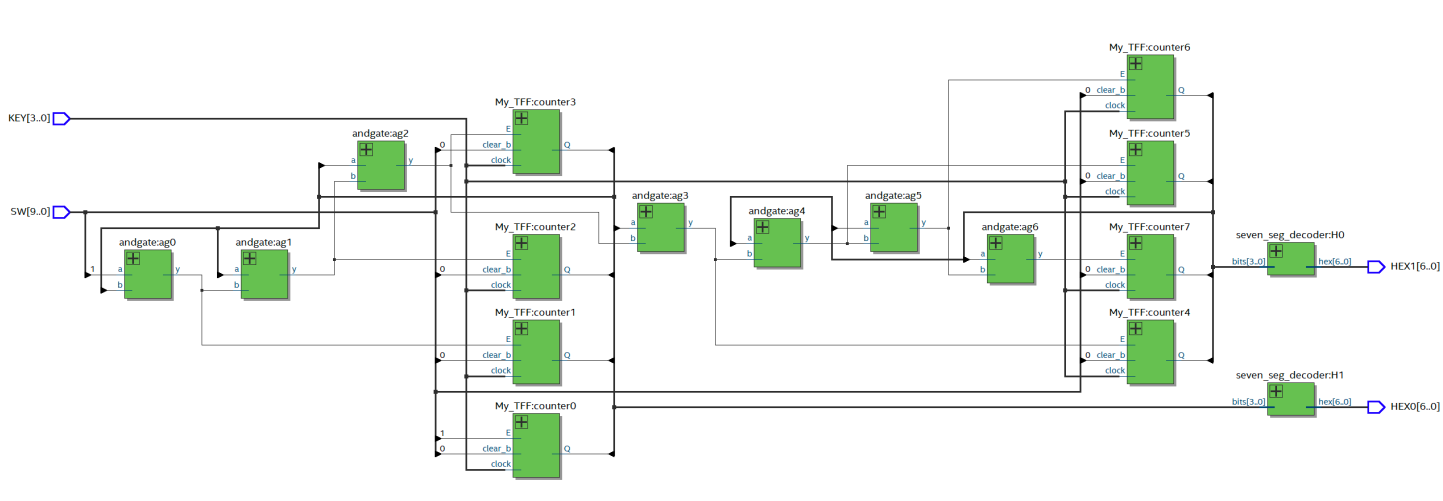 KEY[3..0]
SW[9..0]
andgate:ag0
1 a y
b
andgate:ag1
a y
b
andgate:ag2
a y
b
My_TFF:counter3
E
0 clear_b Q
clock
My_TFF:counter2
E
0 clear_b Q
clock
My_TFF:counter1
E
0 clear_b Q
clock
My_TFF:counter0
1 E
0 clear_b Q
clock
andgate:ag3
a y
b
andgate:ag4
a
b y
andgate:ag5
a y
b
andgate:ag6
a y
b
My_TFF:counter6
E
0 clear_b Q
clock
My_TFF:counter5
E
0 clear_b Q
clock
My_TFF:counter7
E
0 clear_b Q
clock
My_TFF:counter4
E
0 clear_b Q
clock
seven_seg_decoder:H0
bits[3..0] hex[6..0]
HEX1[6..0]
seven_seg_decoder:H1
bits[3..0] hex[6..0]
HEX0[6..0]